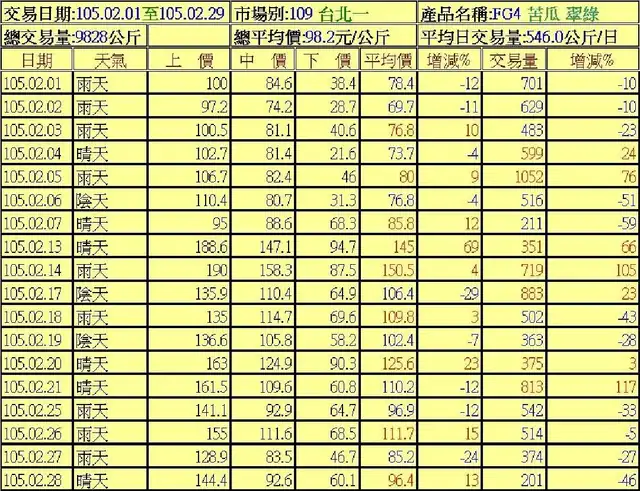 交易日期:105.02.01至105.02.29 市場別:109 台北一 產品名稱:FG4 苦瓜 翠綠
總交易量:9828公斤 總平均價:98.2元/公斤 平均日交易量:546.0公斤/日
日期 天氣 上 價 中 價 下 價 平均價 增減% 交易量 增減%
105.02.01 雨天 100 84.6 38.4 78.4 -12 701 -10
105.02.02 雨天 97.2 74.2 28.7 69.7 -11 629 -10
105.02.03 雨天 100.5 81.1 40.6 76.8 10 483 -23
105.02.04 晴天 102.7 81.4 21.6 73.7 -4 599 24
105.02.05 雨天 106.7 82.4 46 80 9 1052 76
105.02.06 陰天 110.4 80.7 31.3 76.8 -4 516 -51
105.02.07 晴天 95 88.6 68.3 85.8 12 211 -59
105.02.13 晴天 188.6 147.1 94.7 145 69 351 66
105.02.14 雨天 190 158.3 87.5 150.5 4 719 105
105.02.17 陰天 135.9 110.4 64.9 106.4 -29 883 23
105.02.18 雨天 135 114.7 69.6 109.8 3 502 -43
105.02.19 陰天 136.6 105.8 58.2 102.4 -7 363 -28
105.02.20 晴天 163 124.9 90.3 125.6 23 375 3
105.02.21 晴天 161.5 109.6 60.8 110.2 -12 813 117
105.02.25 雨天 141.1 92.9 64.7 96.9 -12 542 -33
105.02.26 雨天 155 111.6 68.5 111.7 15 514 -5
105.02.27 雨天 128.9 83.5 46.7 85.2 -24 374 -27
105.02.28 晴天 144.4 92.6 60.1 96.4 13 201 -46